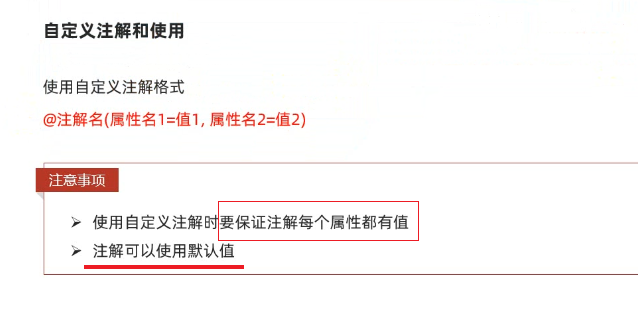 自定义注解和使用
使用自定义注解格式
@注解名(属性名1=值1, 属性名2=值2)
注意事项
➢ 使用自定义注解时要保证注解每个属性都有值
➢ 注解可以使用默认值